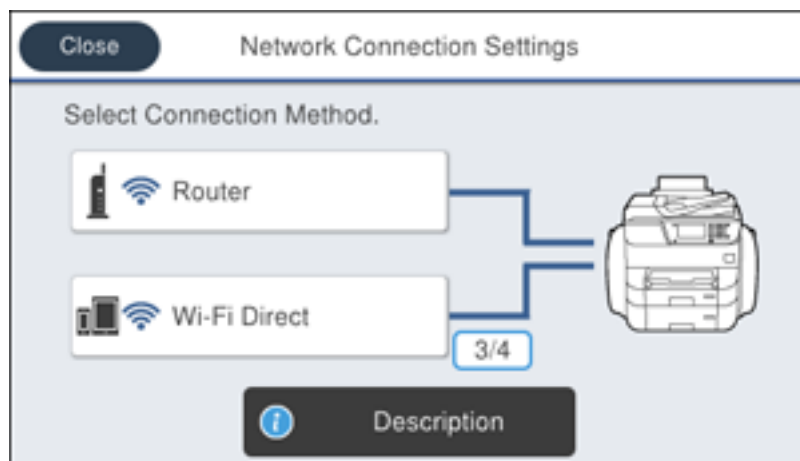 Close
Network Connection Settings
Select Connection Method.
Router
Wi-Fi Direct
3/4
Description